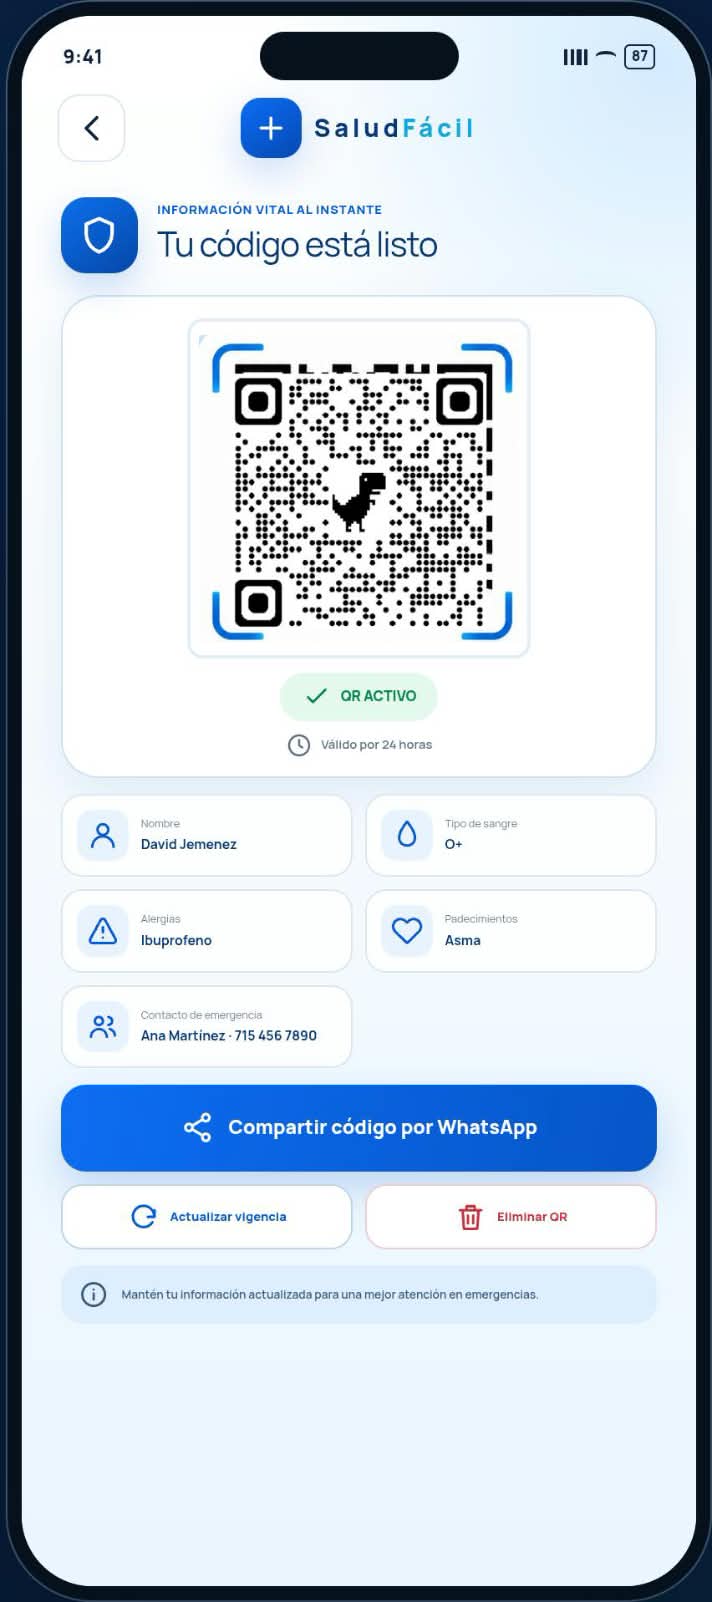 9:41
87
SaludFácil
INFORMACIÓN VITAL AL INSTANTE
Tu código está listo
QR ACTIVO
Válido por 24 horas
Nombre
David Jemenez
Tipo de sangre
O+
Alergias
Ibuprofeno
Padecimientos
Asma
Contacto de emergencia
Ana Martínez · 715 456 7890
Compartir código por WhatsApp
Actualizar vigencia
Eliminar QR
Mantén tu información actualizada para una mejor atención en emergencias.